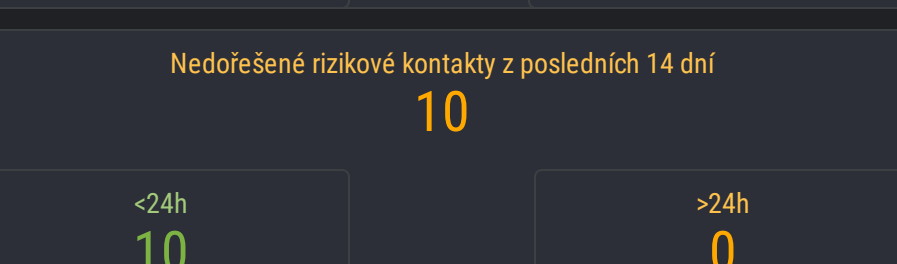 Nedořešené rizikové kontakty z posledních 14 dní
10
<24h
>24h
10
0